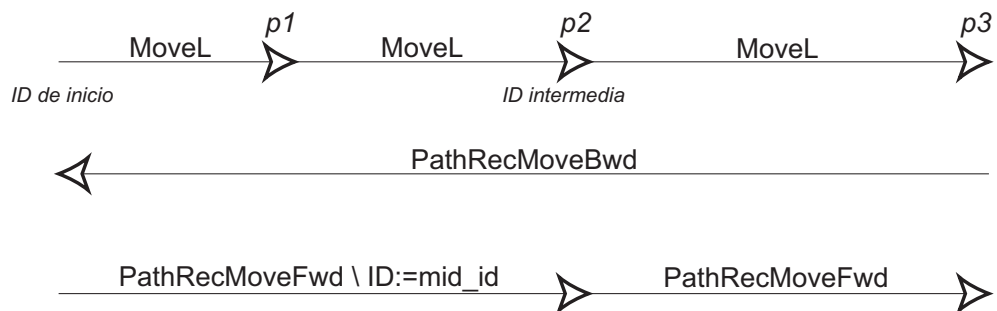 p1 p2 p3
MoveL MoveL MoveL
ID de inicio ID intermedia
PathRecMoveBwd
PathRecMoveFwd \ ID:=mid_id PathRecMoveFwd